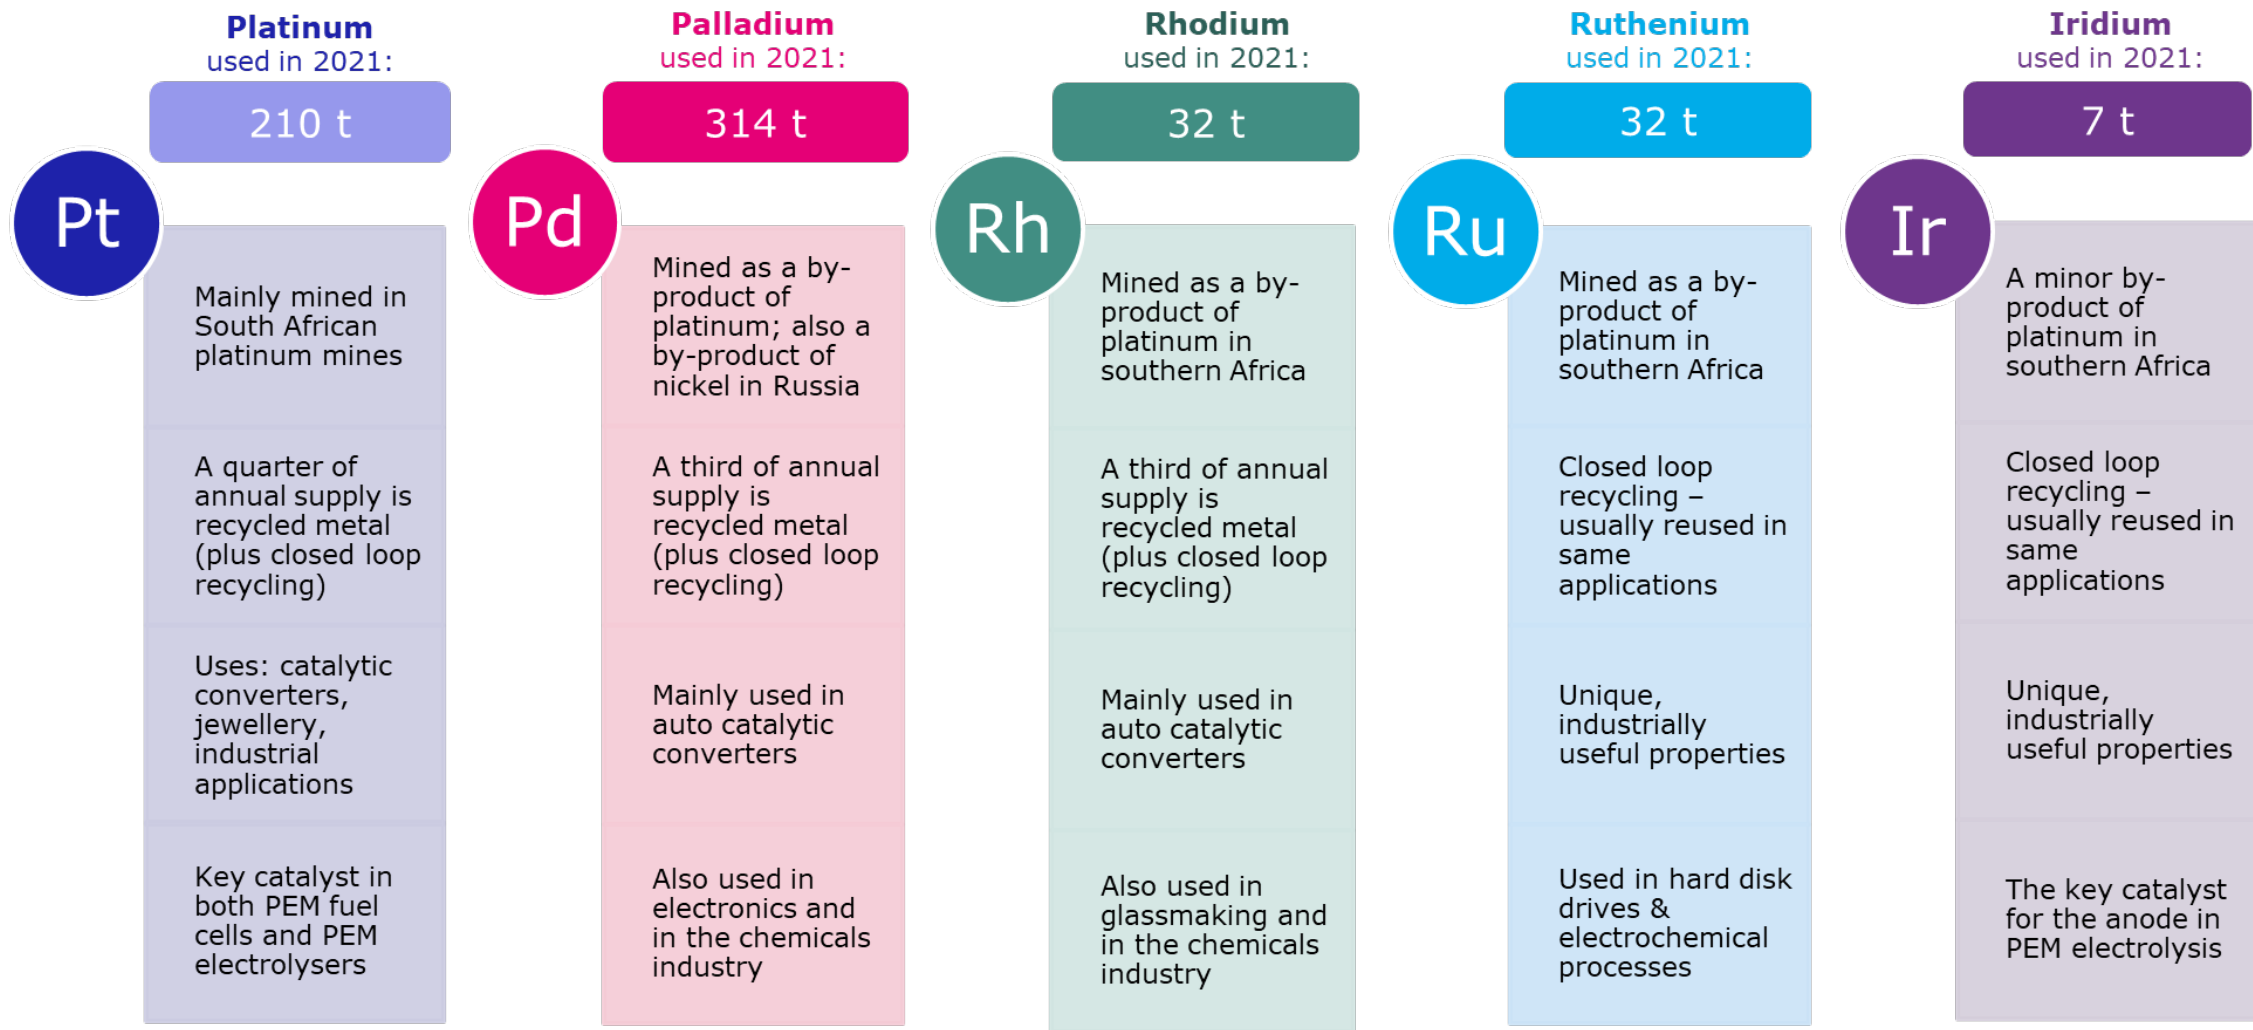 Platinum
used in 2021:
210 t
Pt
Mainly mined in
South African
platinum mines
A quarter of
annual supply is
recycled metal
(plus closed loop
recycling)
Uses: catalytic
converters,
jewellery,
industrial
applications
Key catalyst in
both PEM fuel
cells and PEM
electrolysers
Palladium
used in 2021:
314 t
Pd
Mined as a by-
product of
platinum; also a
by-product of
nickel in Russia
A third of annual
supply is
recycled metal
(plus closed loop
recycling)
Mainly used in
auto catalytic
converters
Also used in
electronics and
in the chemicals
industry
Rhodium
used in 2021:
32 t
Rh
Mined as a by-
product of
platinum in
southern Africa
A third of annual
supply is
recycled metal
(plus closed loop
recycling)
Mainly used in
auto catalytic
converters
Also used in
glassmaking and
in the chemicals
industry
Ruthenium
used in 2021:
32 t
Ru
Mined as a by-
product of
platinum in
southern Africa
Closed loop
recycling –
usually reused in
same
applications
Unique,
industrially
useful properties
Used in hard disk
drives &
electrochemical
processes
Iridium
used in 2021:
7 t
Ir
A minor by-
product of
platinum in
southern Africa
Closed loop
recycling –
usually reused in
same
applications
Unique,
industrially
useful properties
The key catalyst
for the anode in
PEM electrolysis